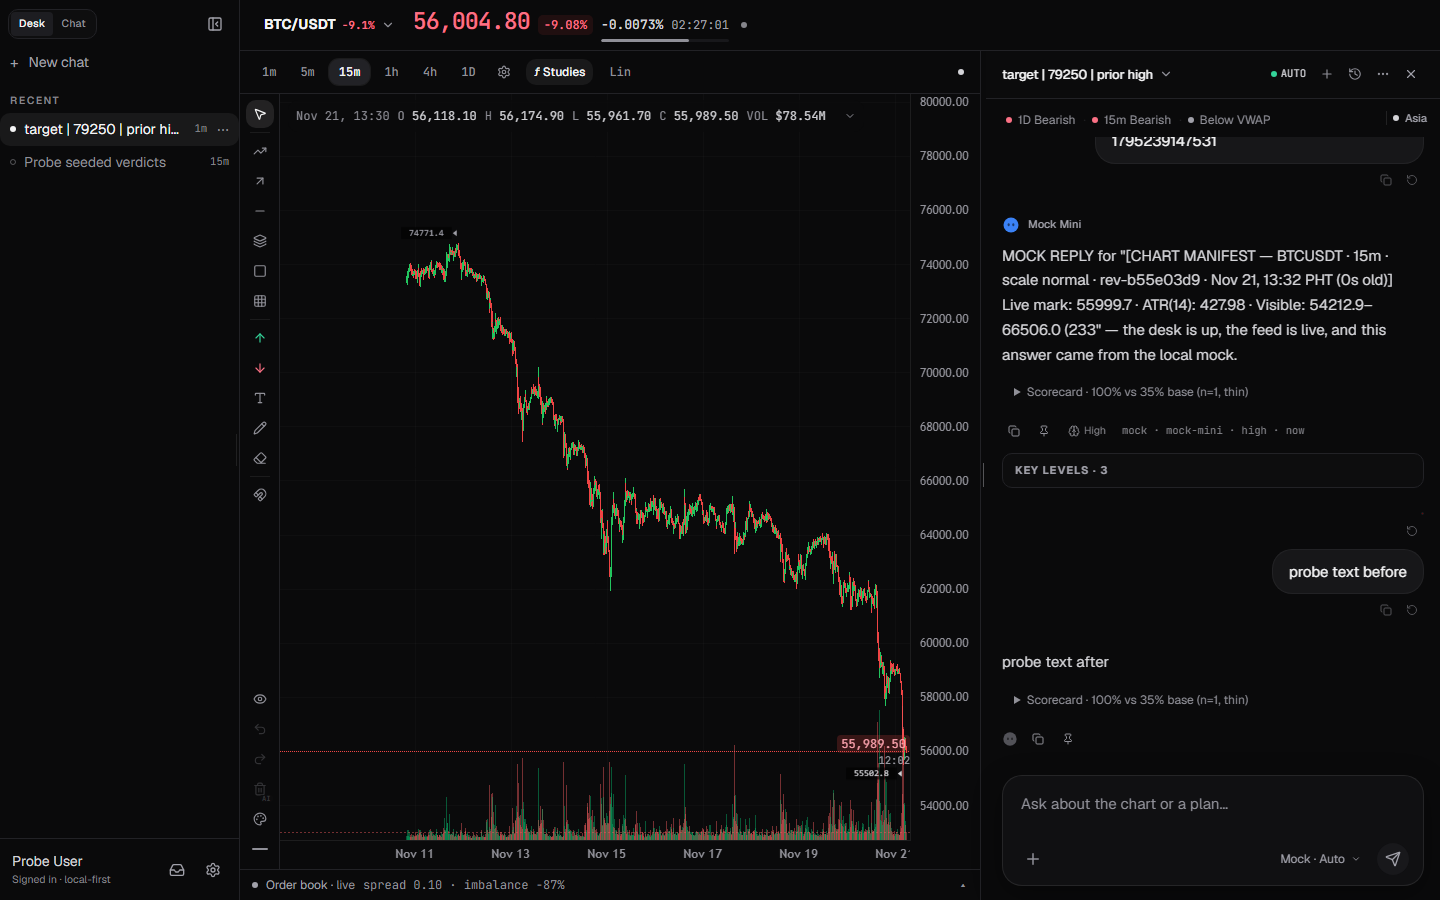 Desk Chat
+ New chat
RECENT
target | 79250 | prior hi... 1m ...
Probe seeded verdicts 15m
Probe User
Signed in · local-first
BTC/USDT -9.1% 56,004.80 -9.08% -0.0073% 02:27:01
1m 5m 15m 1h 4h 1D f Studies Lin
Nov 21, 13:30 O 56,118.10 H 56,174.90 L 55,961.70 C 55,989.50 VOL $78.54M
80000.00
78000.00
76000.00
74771.4
74000.00
72000.00
70000.00
68000.00
66000.00
64000.00
62000.00
60000.00
58000.00
55,989.50
56000.00
12:02
55502.8
54000.00
Nov 11 Nov 13 Nov 15 Nov 17 Nov 19 Nov 21
Order book · live spread 0.10 · imbalance -87%
target | 79250 | prior high AUTO
1D Bearish 15m Bearish Below VWAP Asia
1795239147531
Mock Mini
MOCK REPLY for "[CHART MANIFEST — BTCUSDT · 15m ·
scale normal · rev-b55e03d9 · Nov 21, 13:32 PHT (0s old)]
Live mark: 55999.7 · ATR(14): 427.98 · Visible: 54212.9–
66506.0 (233" — the desk is up, the feed is live, and this
answer came from the local mock.
Scorecard · 100% vs 35% base (n=1, thin)
High mock · mock-mini · high · now
KEY LEVELS · 3
probe text before
probe text after
Scorecard · 100% vs 35% base (n=1, thin)
Ask about the chart or a plan...
+ Mock · Auto